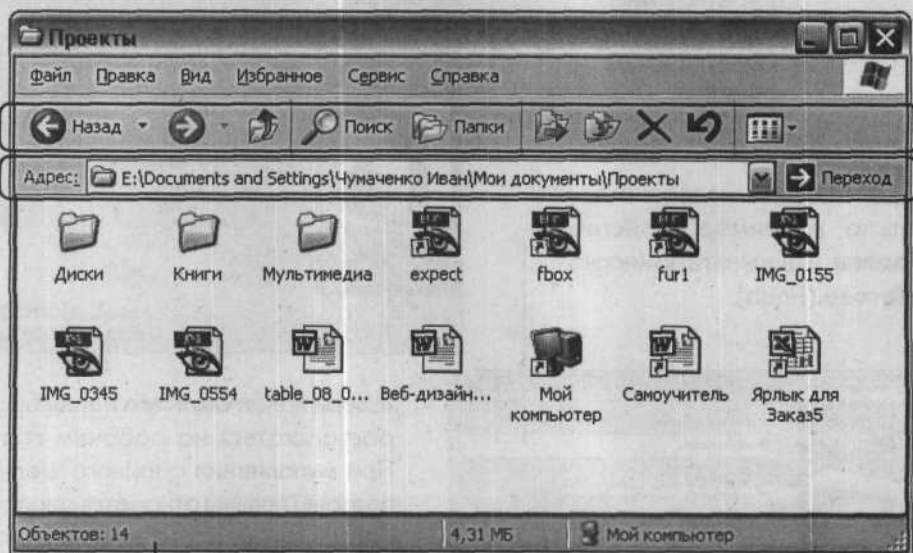 Проекты
Файл Правка Вид Избранное Сервис Справка
Назад Поиск Папки
Адрес: E:\Documents and Settings\Чумаченко Иван\Мои документы\Проекты Переход
Диски Книги Мультимедиа expect fbox fur1 IMG_0155
IMG_0345 IMG_0554 table_08_0... Веб-дизайн... Мой компьютер Самоучитель Ярлык для Заказ5
Объектов: 14 4,31 МБ Мой компьютер